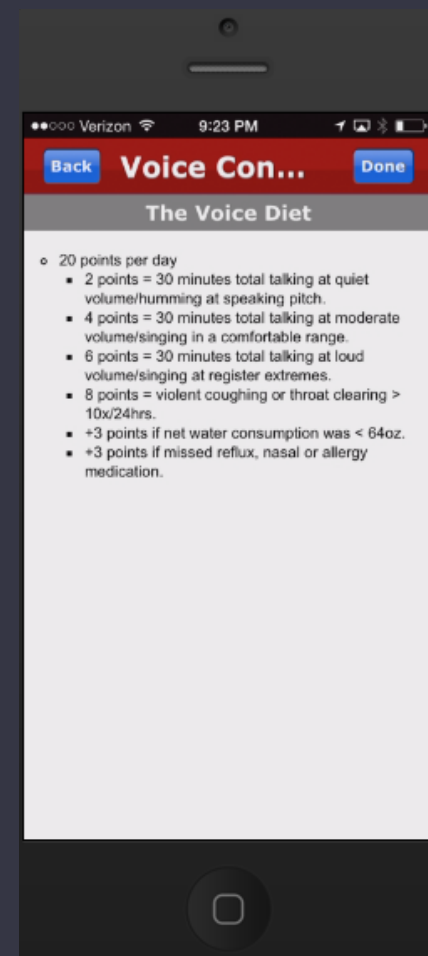 Verizon 9:23 PM
Back Voice Con... Done
The Voice Diet
20 points per day
2 points = 30 minutes total talking at quiet
volume/humming at speaking pitch.
4 points = 30 minutes total talking at moderate
volume/singing in a comfortable range.
6 points = 30 minutes total talking at loud
volume/singing at register extremes.
8 points = violent coughing or throat clearing >
10x/24hrs.
+3 points if net water consumption was < 64oz.
+3 points if missed reflux, nasal or allergy
medication.